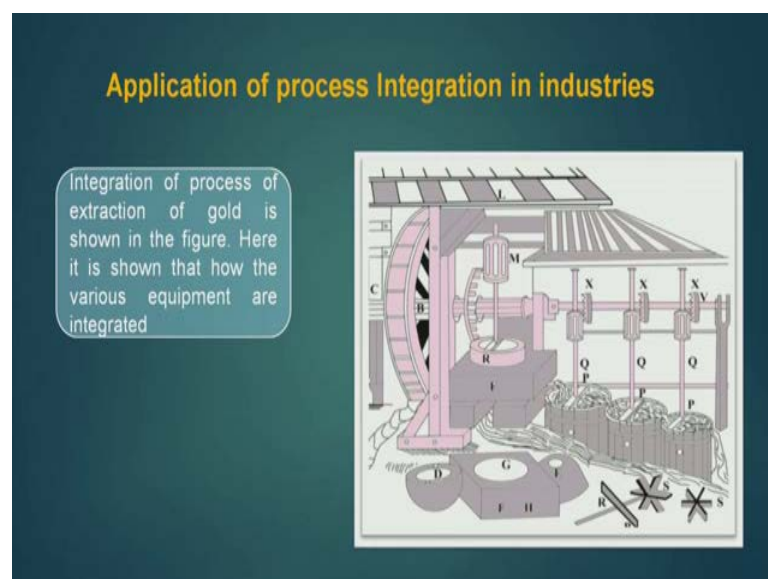 Application of process Integration in industries
Integration of process of
extraction of gold is
shown in the figure. Here
it is shown that how the
various equipment are
integrated
L
M
C
X X X
V
B
R
Q Q Q
P P P
D G
S
R S
F H